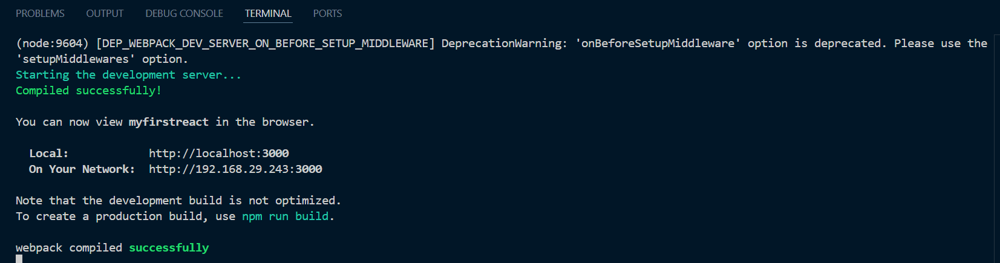 PROBLEMS OUTPUT DEBUG CONSOLE TERMINAL PORTS
(node:9604) [DEP_WEBPACK_DEV_SERVER_ON_BEFORE_SETUP_MIDDLEWARE] DeprecationWarning: 'onBeforeSetupMiddleware' option is deprecated. Please use the
'setupMiddlewares' option.
Starting the development server...
Compiled successfully!
You can now view myfirstreact in the browser.
Local: http://localhost:3000
On Your Network: http://192.168.29.243:3000
Note that the development build is not optimized.
To create a production build, use npm run build.
webpack compiled successfully